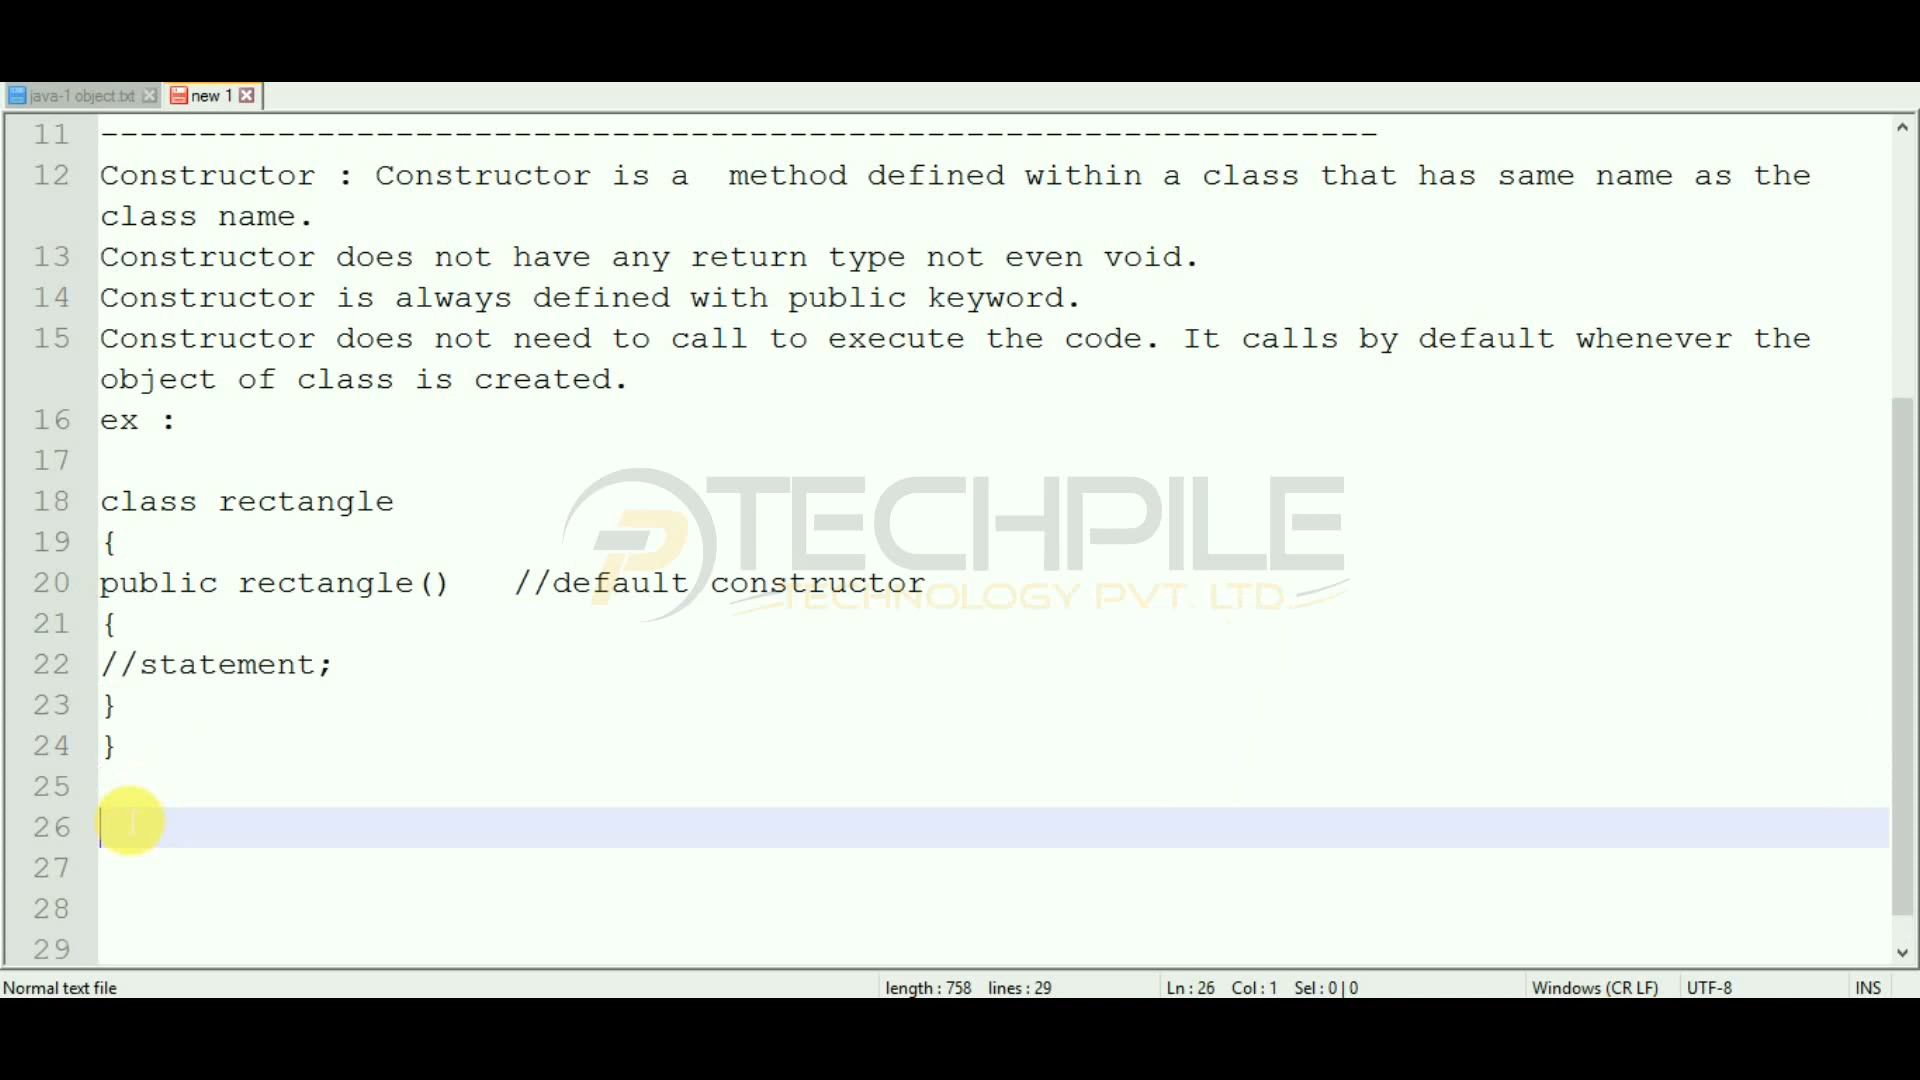 java-1 object.txt new 1
11 -----------------------------------------------------------------
12 Constructor : Constructor is a  method defined within a class that has same name as the
class name.
13 Constructor does not have any return type not even void.
14 Constructor is always defined with public keyword.
15 Constructor does not need to call to execute the code. It calls by default whenever the
object of class is created.
16 ex :
17
18 class rectangle
19 {
20 public rectangle()   //default constructor
21 {
22 //statement;
23 }
24 }
25
26
27
28
29
TECHPILE
TECHNOLOGY PVT. LTD.
Normal text file length : 758 lines : 29 Ln : 26 Col : 1 Sel : 0 | 0 Windows (CR LF) UTF-8 INS